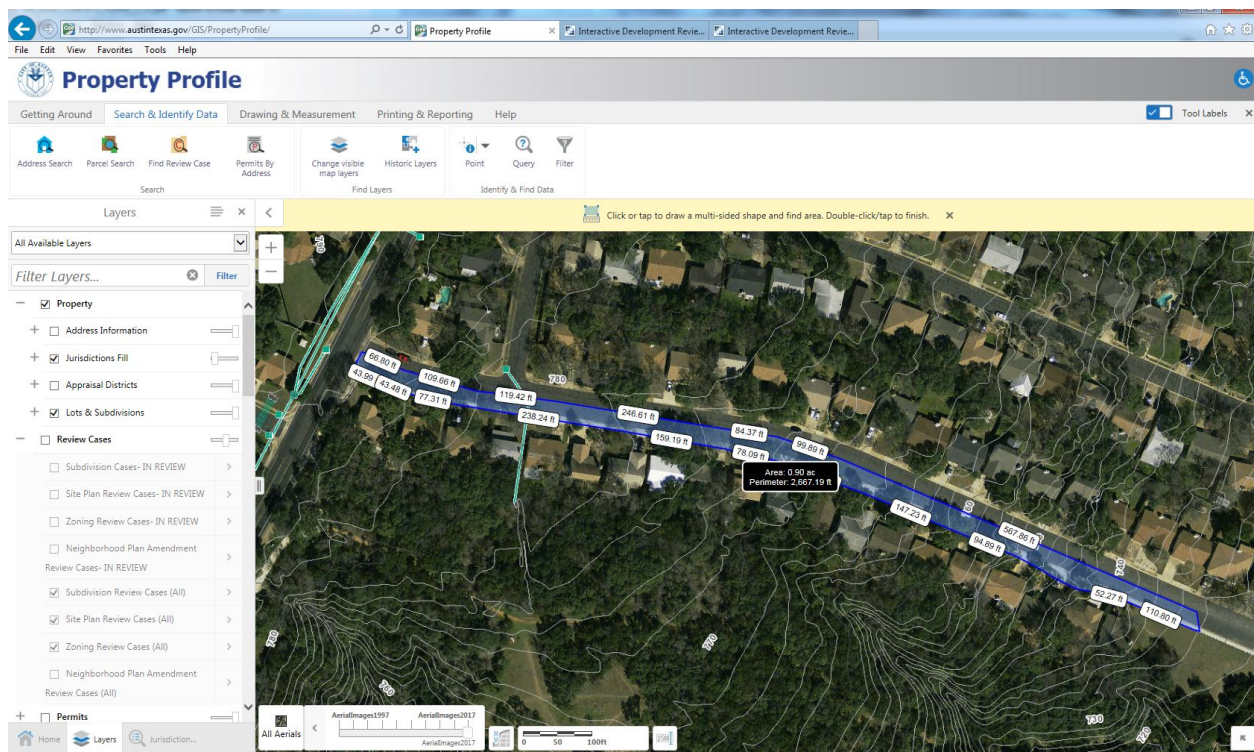 http://www.austintexas.gov/GIS/PropertyProfile/
Property Profile
Interactive Development Revie...
Interactive Development Revie...
File Edit View Favorites Tools Help
Property Profile
Getting Around Search & Identify Data Drawing & Measurement Printing & Reporting Help
Tool Labels
Address Search Parcel Search Find Review Case Permits By Address
Change visible map layers Historic Layers
Point Query Filter
Search Find Layers Identify & Find Data
Layers
Click or tap to draw a multi-sided shape and find area. Double-click/tap to finish.
All Available Layers
Filter Layers... Filter
Property
Address Information
Jurisdictions Fill
Appraisal Districts
Lots & Subdivisions
Review Cases
Subdivision Cases- IN REVIEW
Site Plan Review Cases- IN REVIEW
Zoning Review Cases- IN REVIEW
Neighborhood Plan Amendment
Review Cases- IN REVIEW
Subdivision Review Cases (All)
Site Plan Review Cases (All)
Zoning Review Cases (All)
Neighborhood Plan Amendment
Review Cases (All)
Permits
Home Layers Jurisdiction...
66.80 ft
109.66 ft
43.99
43.48 ft
77.31 ft
119.42 ft
780
238.24 ft
246.61 ft
159.19 ft
84.37 ft
99.89 ft
78.09 ft
Area: 0.90 ac
Perimeter: 2,667.19 ft
147.23 ft
760
567.86 ft
94.89 ft
740
52.27 ft
110.80 ft
780
770
760
730
720
All Aerials
AerialImages1997 AerialImages2017
AerialImages2017
0 50 100ft